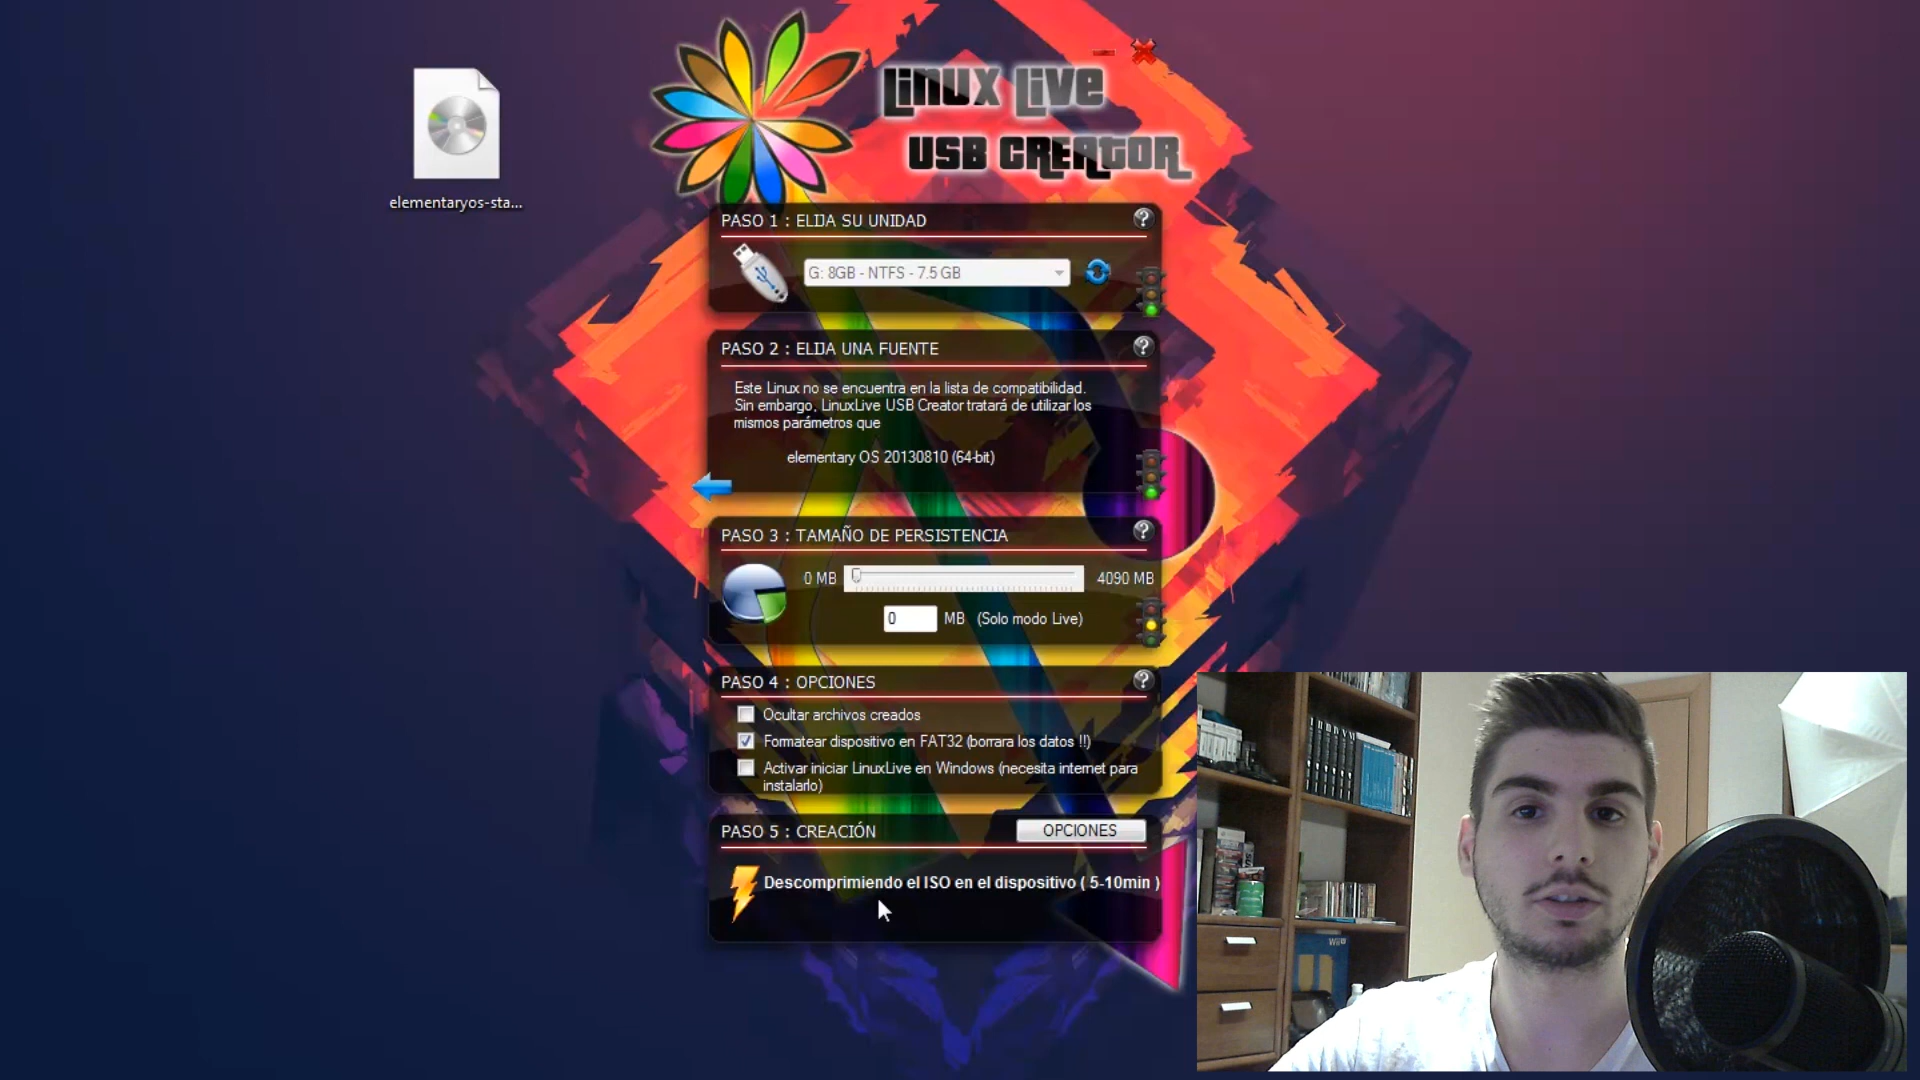 elementaryos-sta...
Linux Live
USB CREATOR
PASO 1 : ELIJA SU UNIDAD
G: 8GB - NTFS - 7.5 GB
PASO 2 : ELIJA UNA FUENTE
Este Linux no se encuentra en la lista de compatibilidad.
Sin embargo, LinuxLive USB Creator tratará de utilizar los
mismos parámetros que
elementary OS 20130810 (64-bit)
PASO 3 : TAMAÑO DE PERSISTENCIA
0 MB 4090 MB
0 MB (Solo modo Live)
PASO 4 : OPCIONES
Ocultar archivos creados
Formatear dispositivo en FAT32 (borrara los datos !!)
Activar iniciar LinuxLive en Windows (necesita internet para
instalarlo)
PASO 5 : CREACIÓN OPCIONES
Descomprimiendo el ISO en el dispositivo ( 5-10min )
WiiU